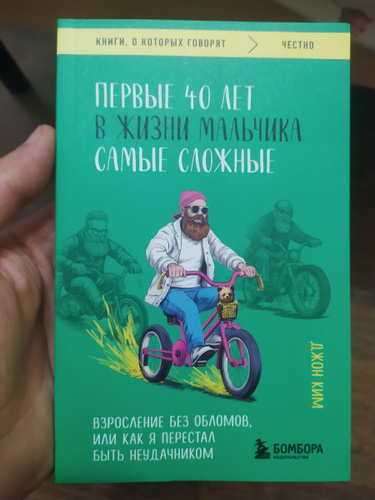 КНИГИ, О КОТОРЫХ ГОВОРЯТ > ЧЕСТНО
ПЕРВЫЕ 40 ЛЕТ
В ЖИЗНИ МАЛЬЧИКА
САМЫЕ СЛОЖНЫЕ
ДЖОН КИМ
ВЗРОСЛЕНИЕ БЕЗ ОБЛОМОВ,
ИЛИ КАК Я ПЕРЕСТАЛ
БЫТЬ НЕУДАЧНИКОМ
БОМБОРА
ИЗДАТЕЛЬСТВО